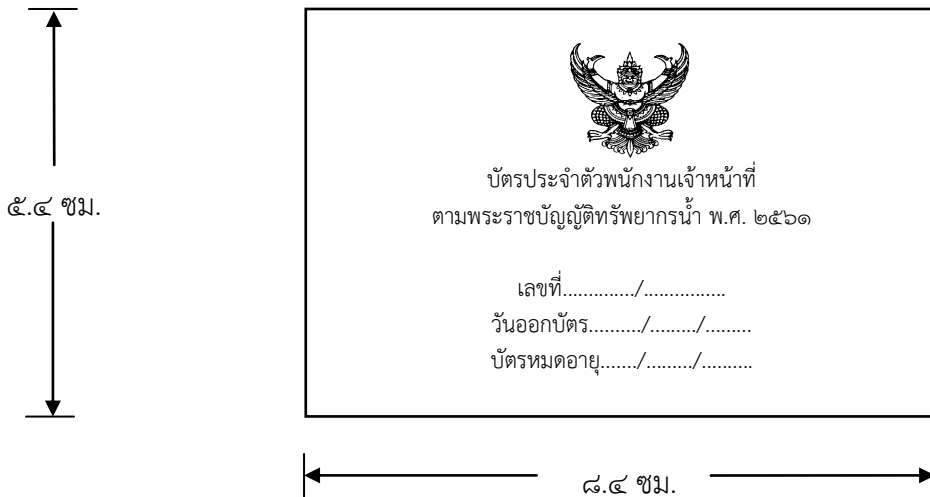 บัตรประจำตัวพนักงานเจ้าหน้าที่
ตามพระราชบัญญัติทรัพยากรน้ำ พ.ศ. ๒๕๖๑
๕.๔ ซม.
เลขที่............../................
วันออกบัตร........../........./.........
บัตรหมดอายุ......./........./..........
๘.๔ ซม.